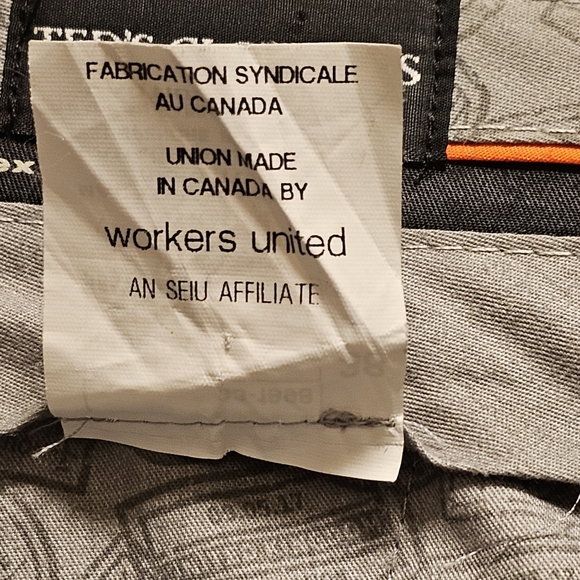 FABRICATION SYNDICALE
AU CANADA
UNION MADE
IN CANADA BY
workers united
AN SEIU AFFILIATE